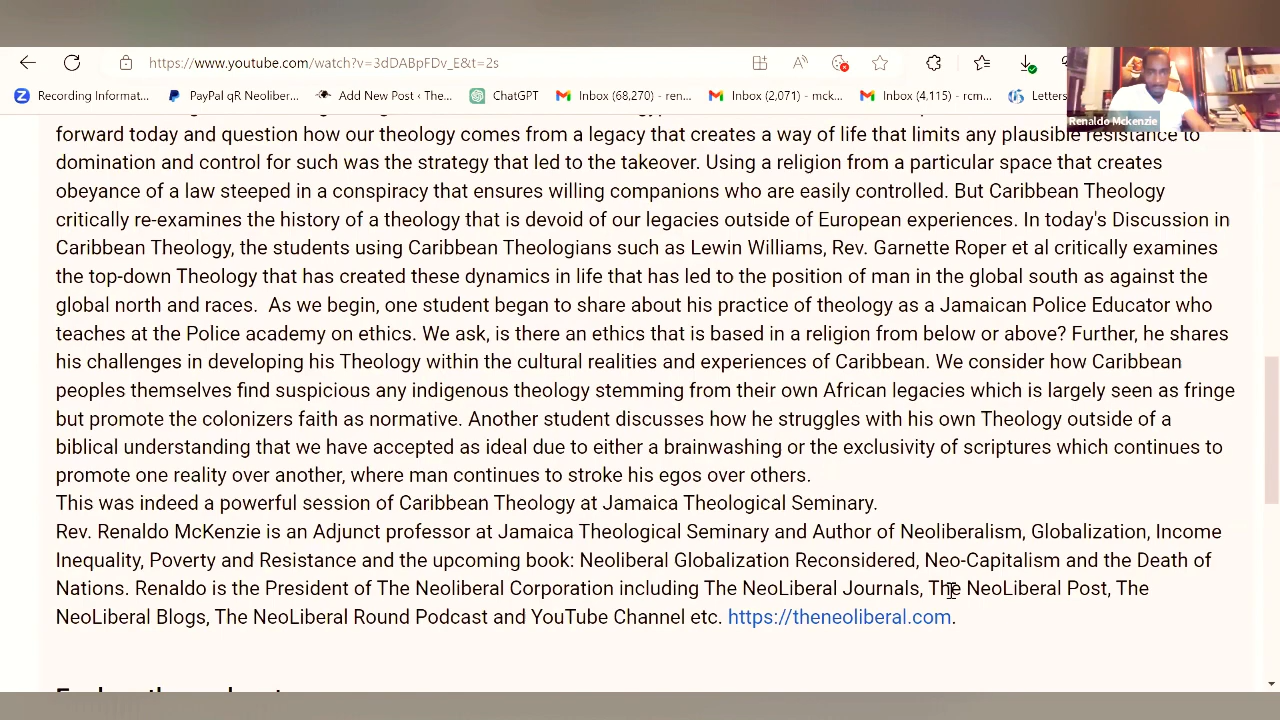 https://www.youtube.com/watch?v=3dDABpFDv_E&t=2s
Recording Informat... PayPal qR Neoliber... Add New Post ‹ The... ChatGPT Inbox (68,270) - ren... Inbox (2,071) - mck... Inbox (4,115) - rcm... Letters
Renaldo Mckenzie
forward today and question how our theology comes from a legacy that creates a way of life that limits any plausible resistance to
domination and control for such was the strategy that led to the takeover. Using a religion from a particular space that creates
obeyance of a law steeped in a conspiracy that ensures willing companions who are easily controlled. But Caribbean Theology
critically re-examines the history of a theology that is devoid of our legacies outside of European experiences. In today's Discussion in
Caribbean Theology, the students using Caribbean Theologians such as Lewin Williams, Rev. Garnette Roper et al critically examines
the top-down Theology that has created these dynamics in life that has led to the position of man in the global south as against the
global north and races. As we begin, one student began to share about his practice of theology as a Jamaican Police Educator who
teaches at the Police academy on ethics. We ask, is there an ethics that is based in a religion from below or above? Further, he shares
his challenges in developing his Theology within the cultural realities and experiences of Caribbean. We consider how Caribbean
peoples themselves find suspicious any indigenous theology stemming from their own African legacies which is largely seen as fringe
but promote the colonizers faith as normative. Another student discusses how he struggles with his own Theology outside of a
biblical understanding that we have accepted as ideal due to either a brainwashing or the exclusivity of scriptures which continues to
promote one reality over another, where man continues to stroke his egos over others.
This was indeed a powerful session of Caribbean Theology at Jamaica Theological Seminary.
Rev. Renaldo McKenzie is an Adjunct professor at Jamaica Theological Seminary and Author of Neoliberalism, Globalization, Income
Inequality, Poverty and Resistance and the upcoming book: Neoliberal Globalization Reconsidered, Neo-Capitalism and the Death of
Nations. Renaldo is the President of The Neoliberal Corporation including The NeoLiberal Journals, The NeoLiberal Post, The
NeoLiberal Blogs, The NeoLiberal Round Podcast and YouTube Channel etc. https://theneoliberal.com.